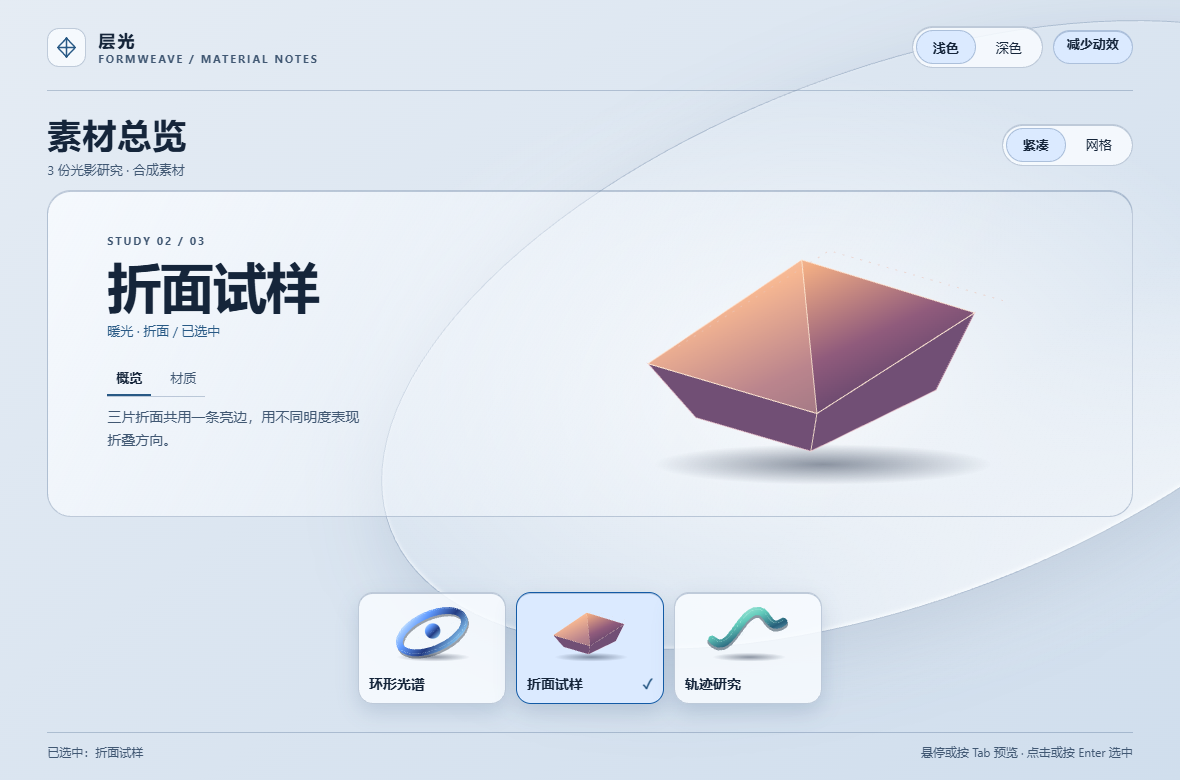 层光
FORMWEAVE / MATERIAL NOTES
浅色
深色
减少动效
素材总览
3 份光影研究 · 合成素材
紧凑
网格
STUDY 02 / 03
折面试样
暖光 · 折面 / 已选中
概览
材质
三片折面共用一条亮边，用不同明度表现
折叠方向。
环形光谱
折面试样 ✓
轨迹研究
已选中：折面试样
悬停或按 Tab 预览 · 点击或按 Enter 选中